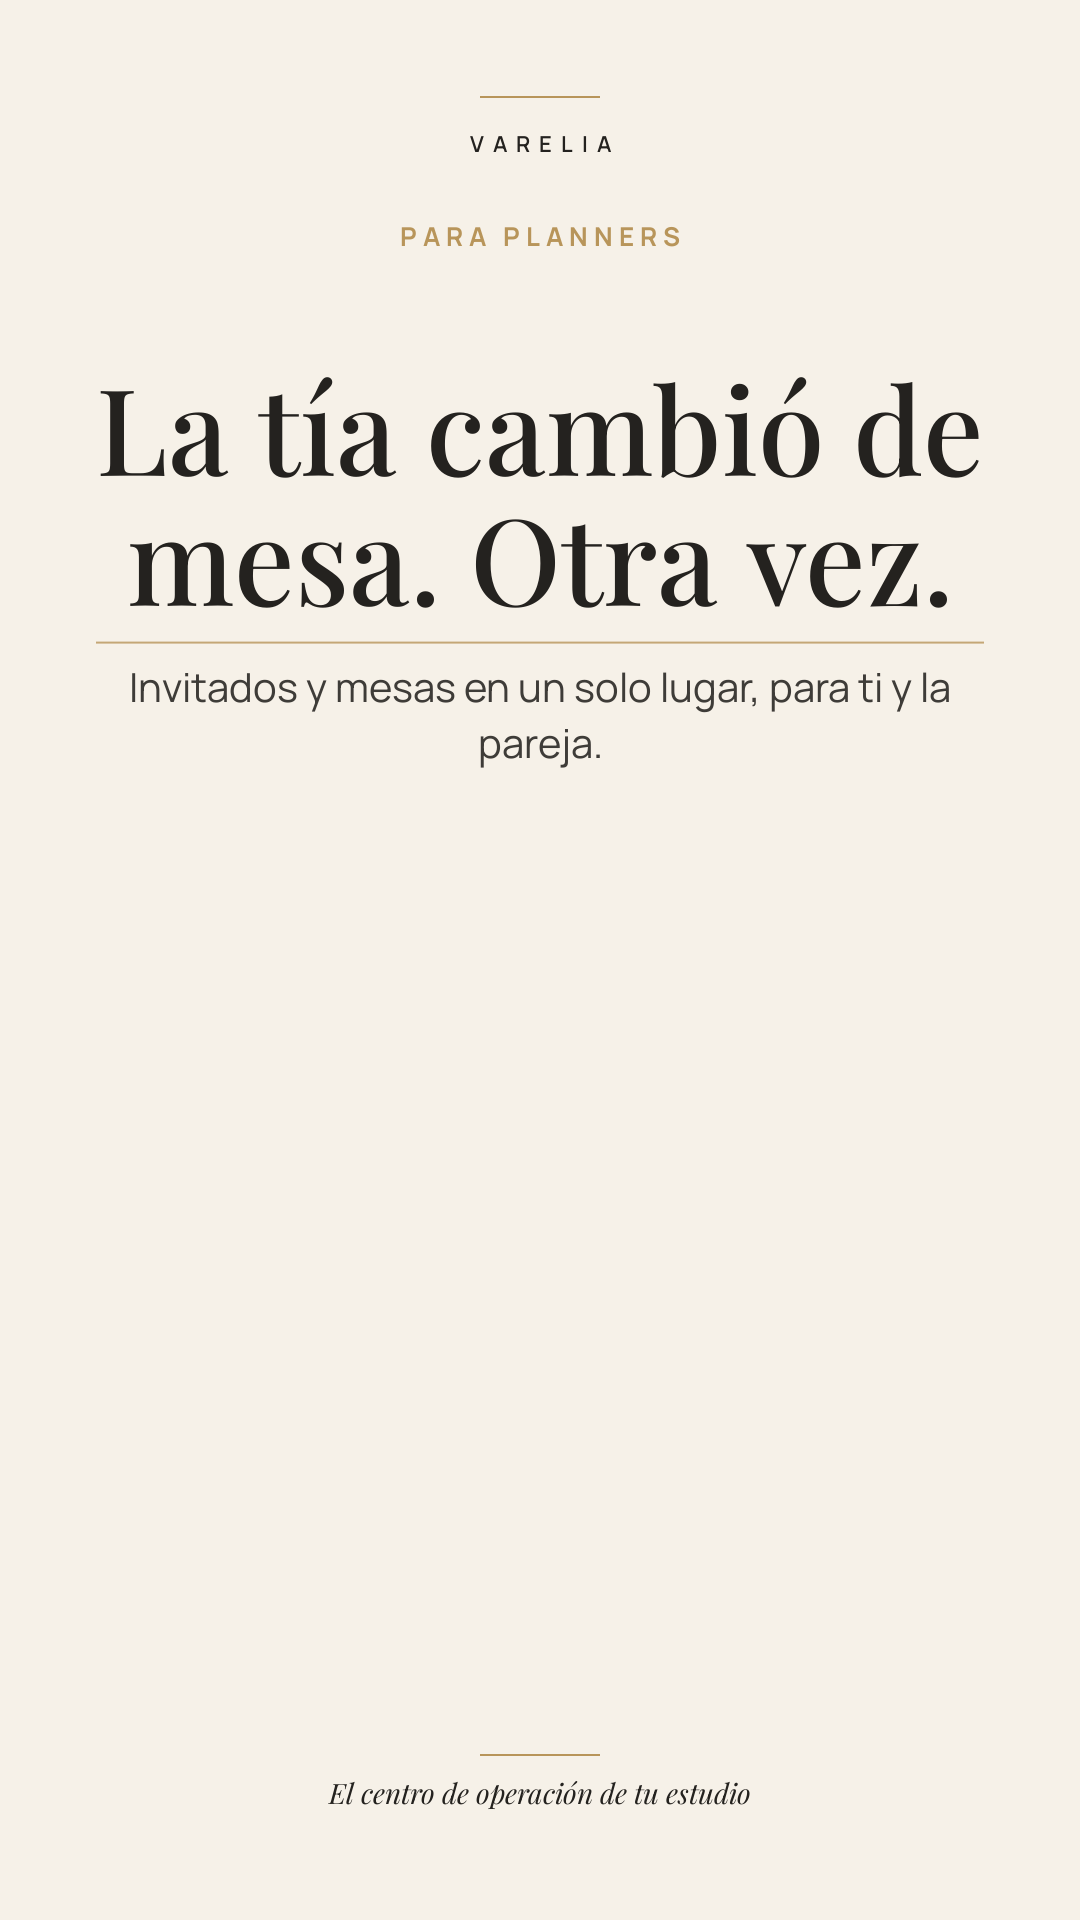 VARELIA
PARA PLANNERS
La tía cambió de
mesa. Otra vez.
Invitados y mesas en un solo lugar, para ti y la
pareja.
El centro de operación de tu estudio